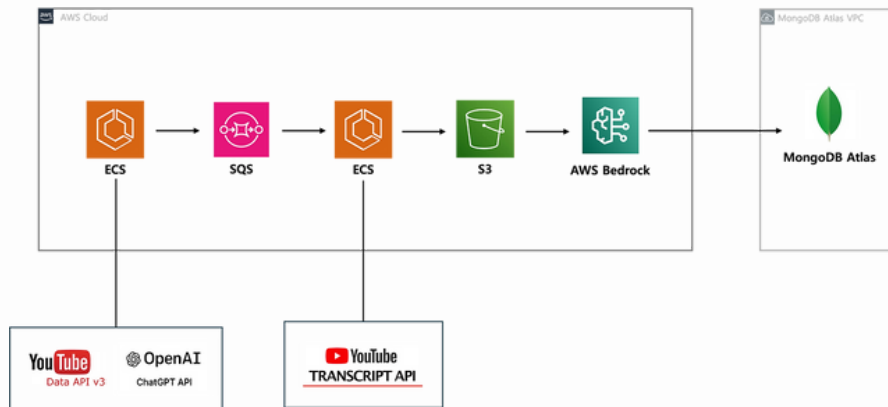 aws
AWS Cloud
MongoDB Atlas VPC
ECS
SQS
ECS
S3
AWS Bedrock
MongoDB Atlas
YouTube
Data API v3
OpenAI
ChatGPT API
YouTube
TRANSCRIPT API